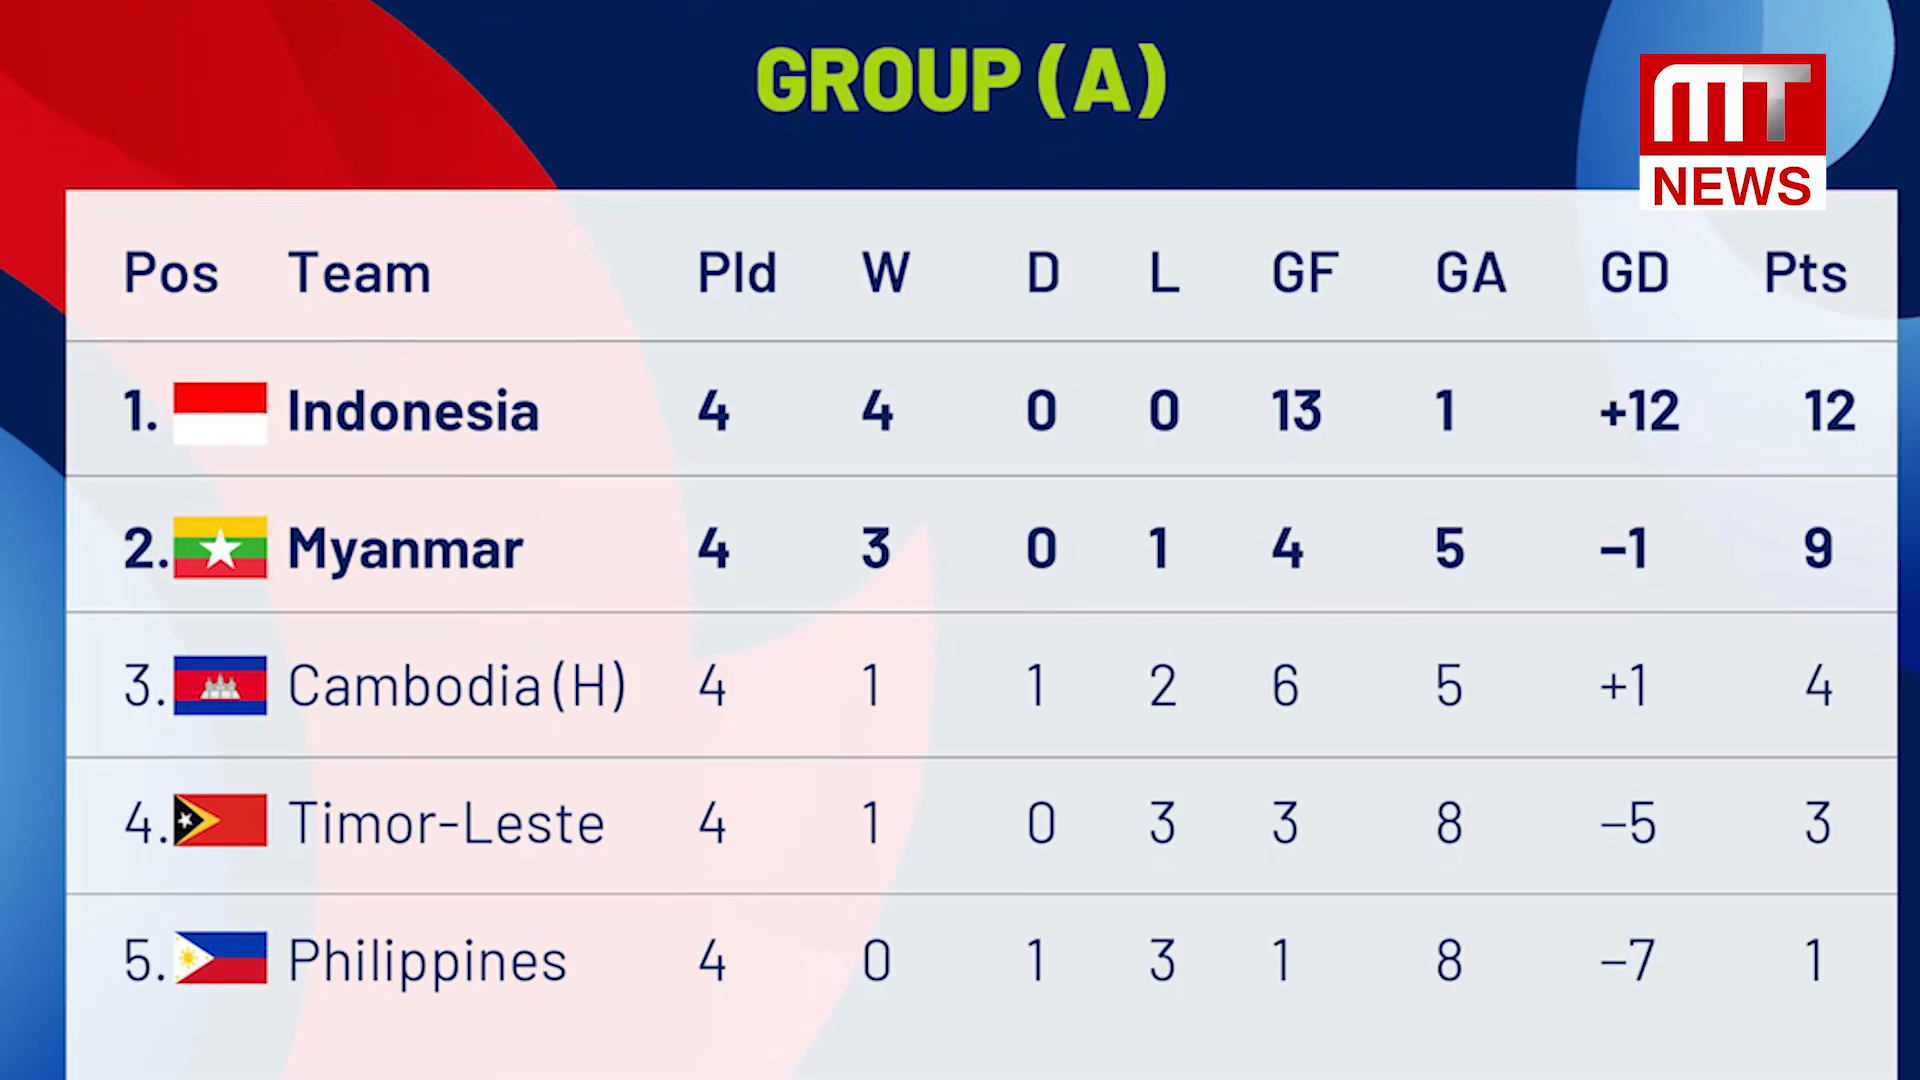 GROUP (A)
MT
NEWS
Pos Team Pld W D L GF GA GD Pts
1. Indonesia 4 4 0 0 13 1 +12 12
2. Myanmar 4 3 0 1 4 5 −1 9
3. Cambodia (H) 4 1 1 2 6 5 +1 4
4. Timor-Leste 4 1 0 3 3 8 −5 3
5. Philippines 4 0 1 3 1 8 −7 1